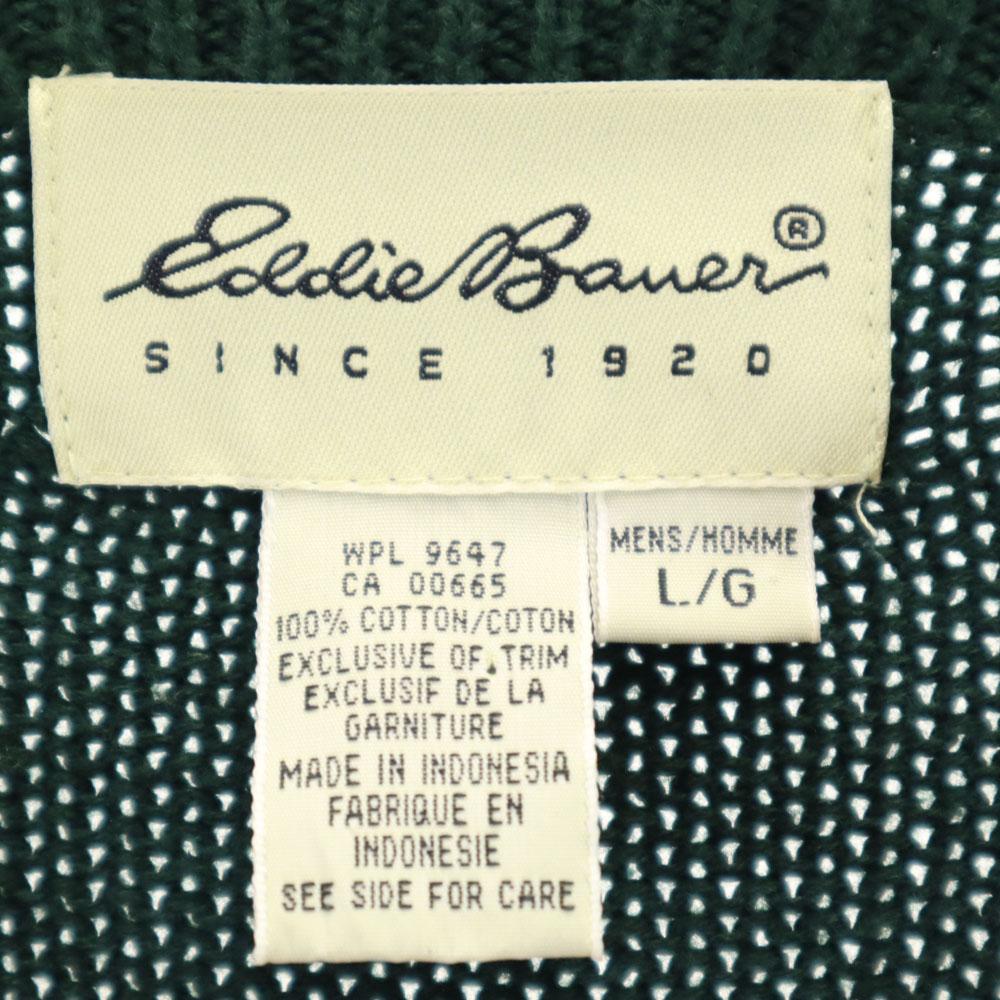 Eddie Bauer®
SINCE 1920
WPL 9647
CA 00665
100% COTTON/COTON
EXCLUSIVE OF TRIM
EXCLUSIF DE LA
GARNITURE
MADE IN INDONESIA
FABRIQUE EN
INDONESIE
SEE SIDE FOR CARE
MENS/HOMME
L/G